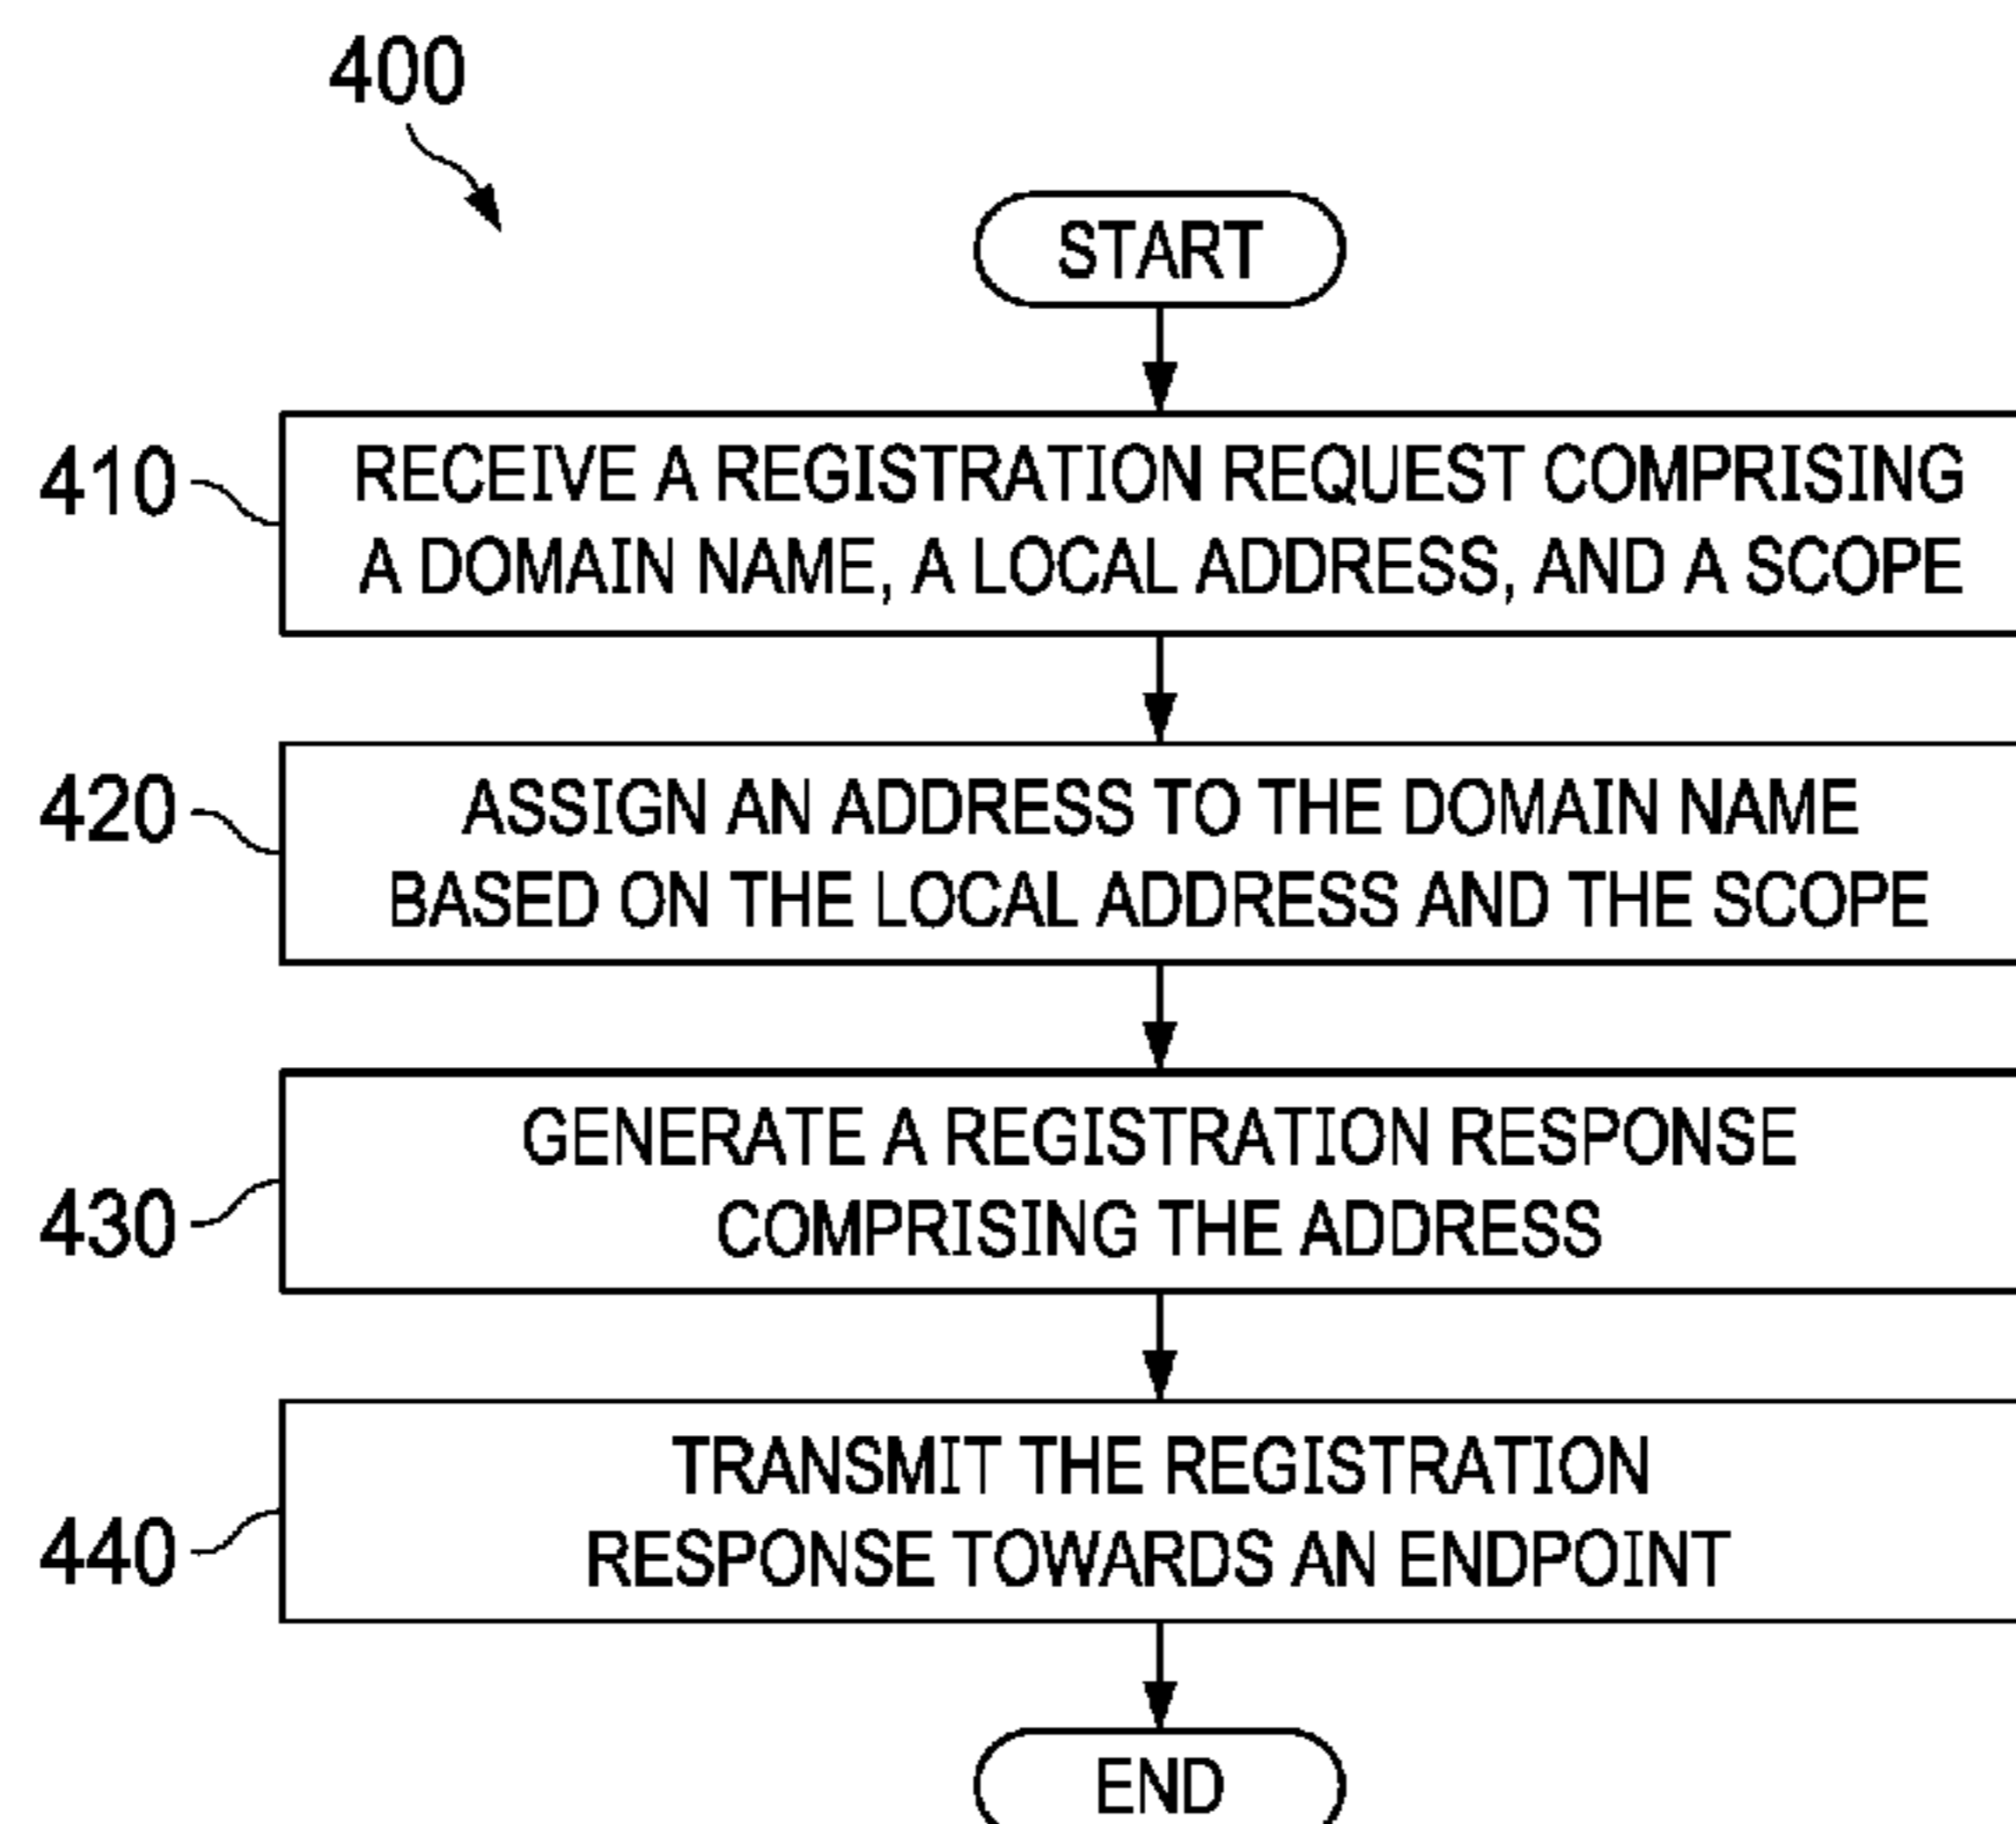 400
START
410
RECEIVE A REGISTRATION REQUEST COMPRISING
A DOMAIN NAME, A LOCAL ADDRESS, AND A SCOPE
420
ASSIGN AN ADDRESS TO THE DOMAIN NAME
BASED ON THE LOCAL ADDRESS AND THE SCOPE
430
GENERATE A REGISTRATION RESPONSE
COMPRISING THE ADDRESS
440
TRANSMIT THE REGISTRATION
RESPONSE TOWARDS AN ENDPOINT
END